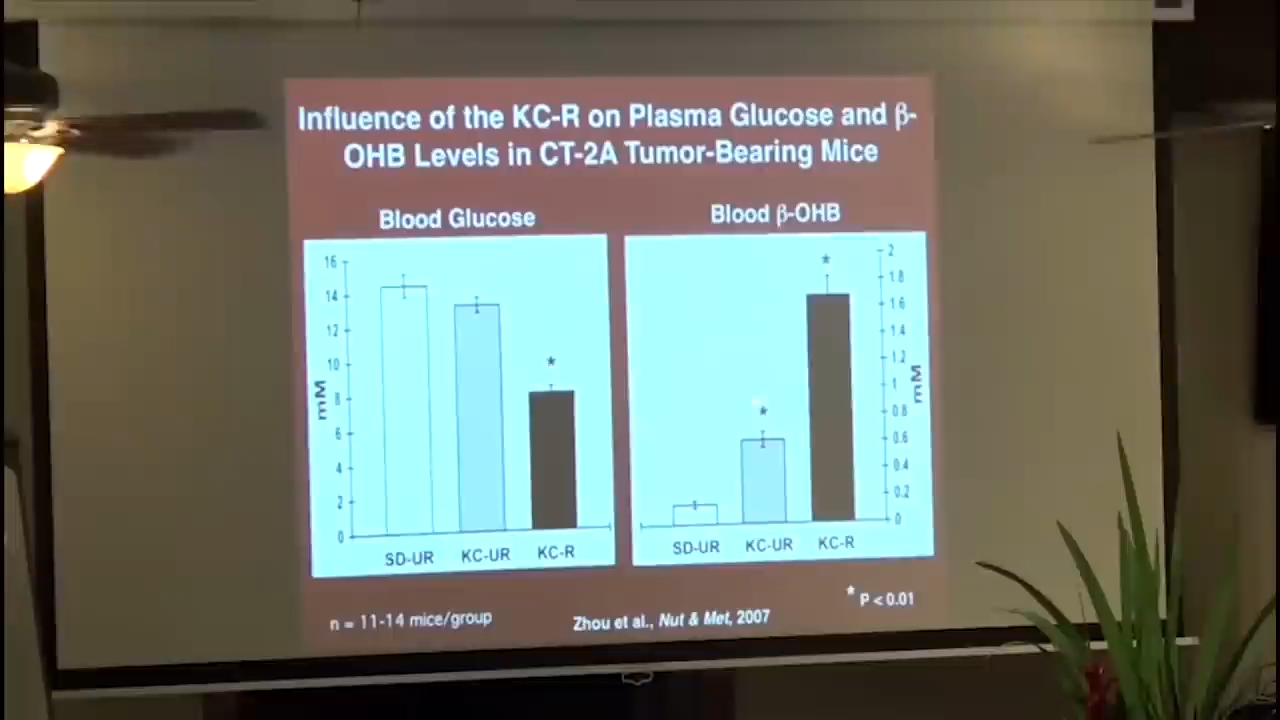 Influence of the KC-R on Plasma Glucose and β-
OHB Levels in CT-2A Tumor-Bearing Mice
Blood Glucose
16
14
12
10
8
6
4
2
0
mM
*
SD-UR
KC-UR
KC-R
Blood β-OHB
2
1.8
1.6
1.4
1.2
1
0.8
0.6
0.4
0.2
0
mM
*
*
SD-UR
KC-UR
KC-R
* P < 0.01
n = 11-14 mice/group
Zhou et al., Nut & Met, 2007